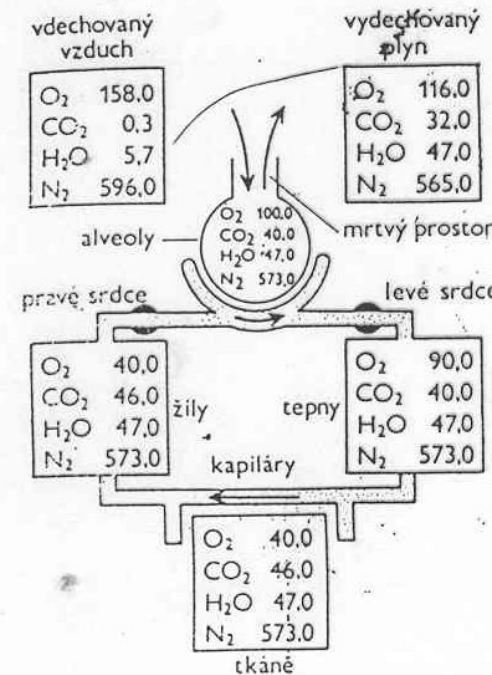 vdechovaný
vzduch
O₂ 158,0
CO₂ 0.3
H₂O 5,7
N₂ 596,0
vydechovaný
plyn
O₂ 116,0
CO₂ 32,0
H₂O 47,0
N₂ 565,0
O₂ 100,0
CO₂ 40,0
H₂O 47,0
N₂ 573,0
alveoly
mrtvý prostor
pravé srdce
levé srdce
O₂ 40,0
CO₂ 46,0
H₂O 47,0
N₂ 573,0
žíly
tepny
O₂ 90,0
CO₂ 40,0
H₂O 47,0
N₂ 573,0
kapiláry
O₂ 40,0
CO₂ 46,0
H₂O 47,0
N₂ 573,0
tkáně